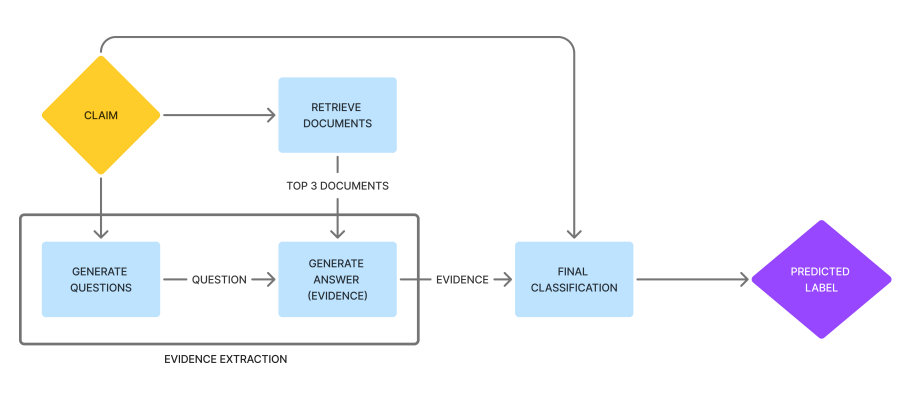 CLAIM
RETRIEVE
DOCUMENTS
TOP 3 DOCUMENTS
GENERATE
QUESTIONS
QUESTION
GENERATE
ANSWER
(EVIDENCE)
EVIDENCE
FINAL
CLASSIFICATION
PREDICTED
LABEL
EVIDENCE EXTRACTION